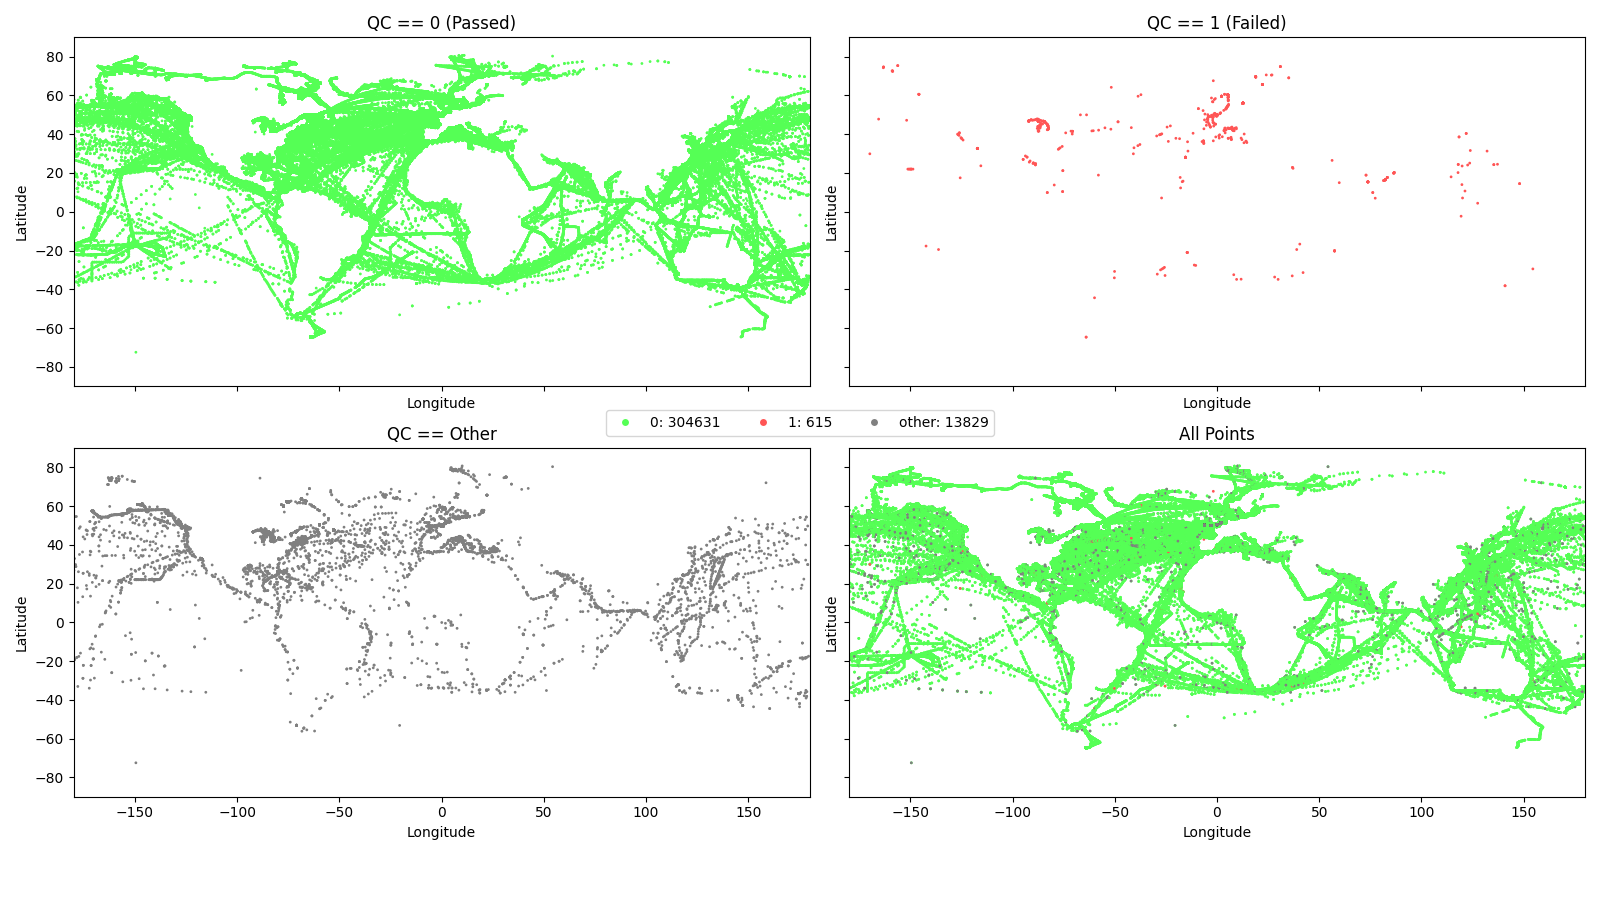 QC == 0 (Passed)
QC == 1 (Failed)
80
60
40
20
0
−20
−40
−60
−80
Latitude
Latitude
Longitude
Longitude
0: 304631 1: 615 other: 13829
QC == Other
All Points
80
60
40
20
0
−20
−40
−60
−80
Latitude
Latitude
−150 −100 −50 0 50 100 150
−150 −100 −50 0 50 100 150
Longitude
Longitude